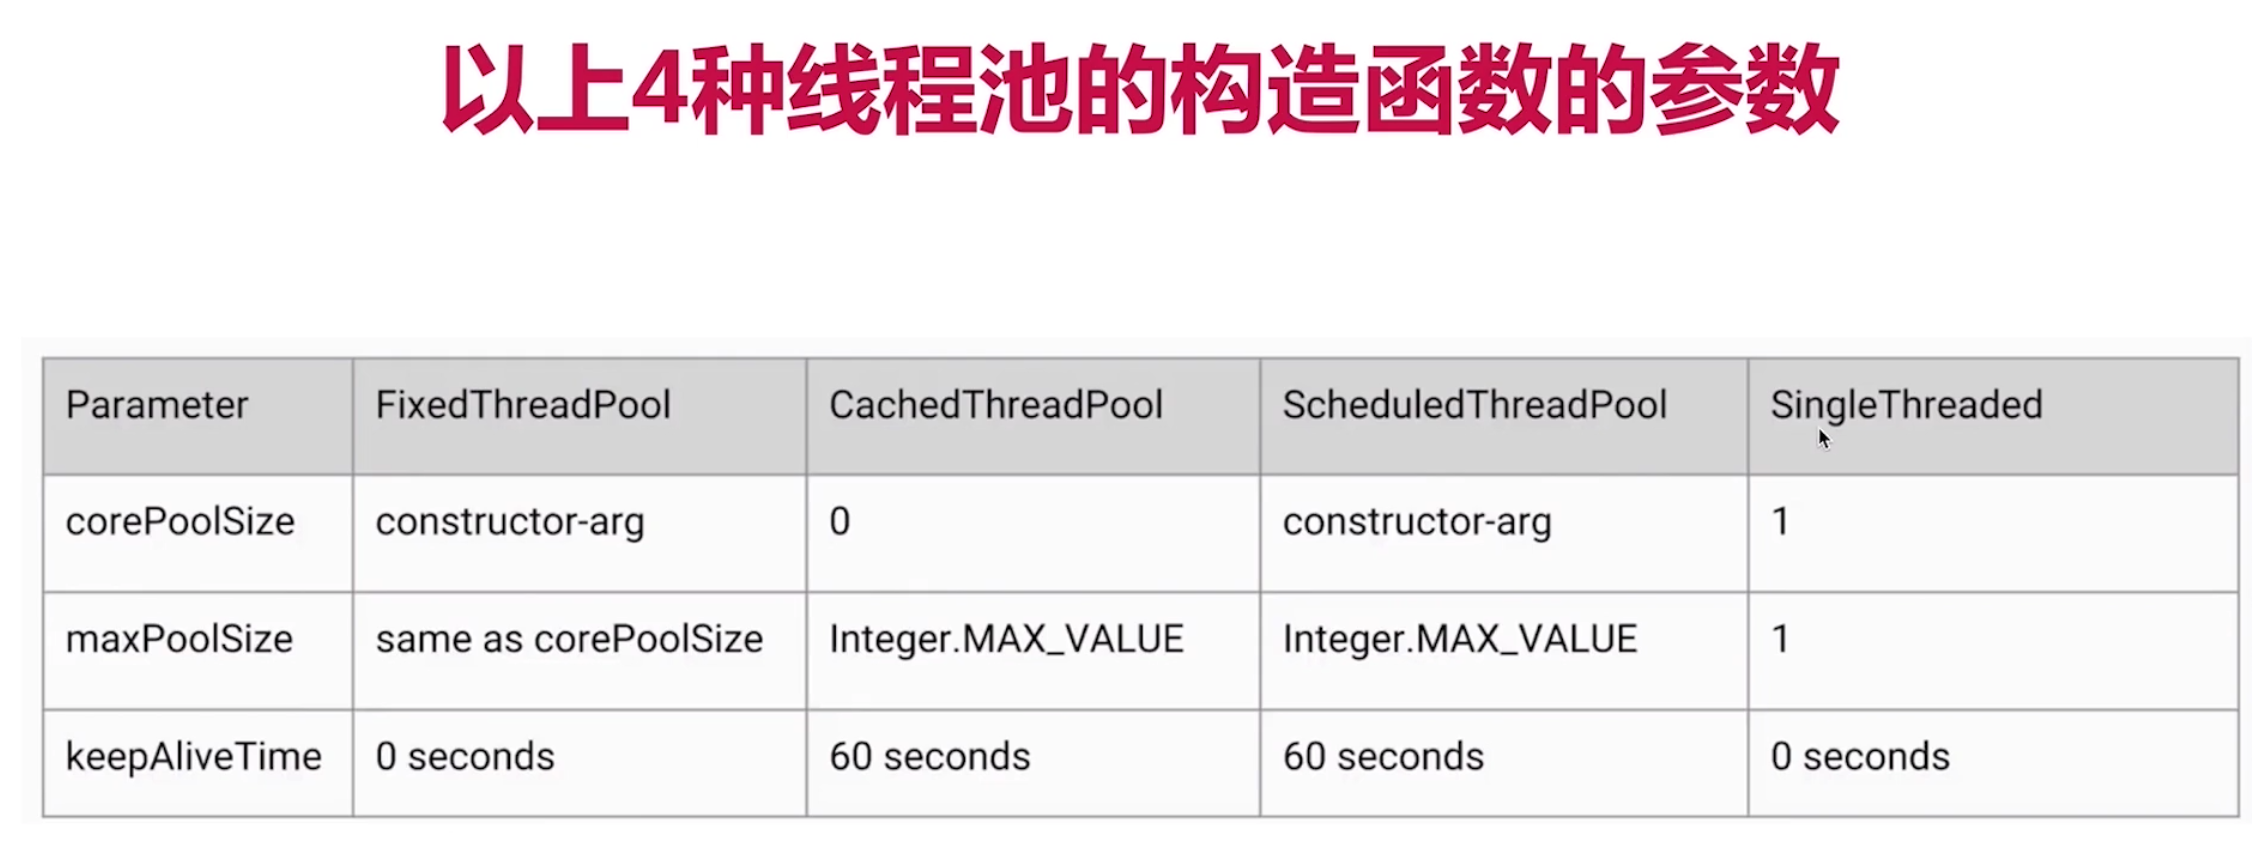 以上4种线程池的构造函数的参数
Parameter FixedThreadPool CachedThreadPool ScheduledThreadPool SingleThreaded
corePoolSize constructor-arg 0 constructor-arg 1
maxPoolSize same as corePoolSize Integer.MAX_VALUE Integer.MAX_VALUE 1
keepAliveTime 0 seconds 60 seconds 60 seconds 0 seconds